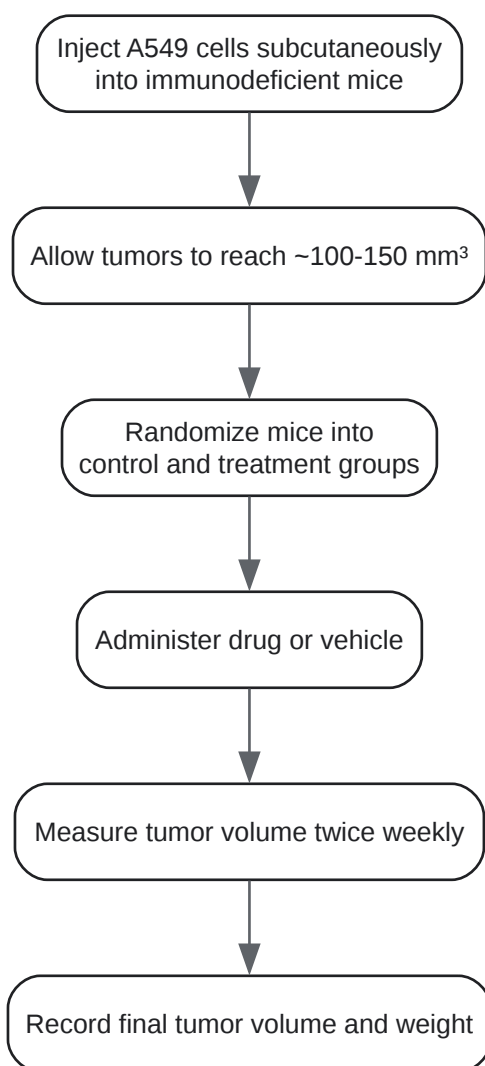 Inject A549 cells subcutaneously
into immunodeficient mice
Allow tumors to reach ~100-150 mm³
Randomize mice into
control and treatment groups
Administer drug or vehicle
Measure tumor volume twice weekly
Record final tumor volume and weight